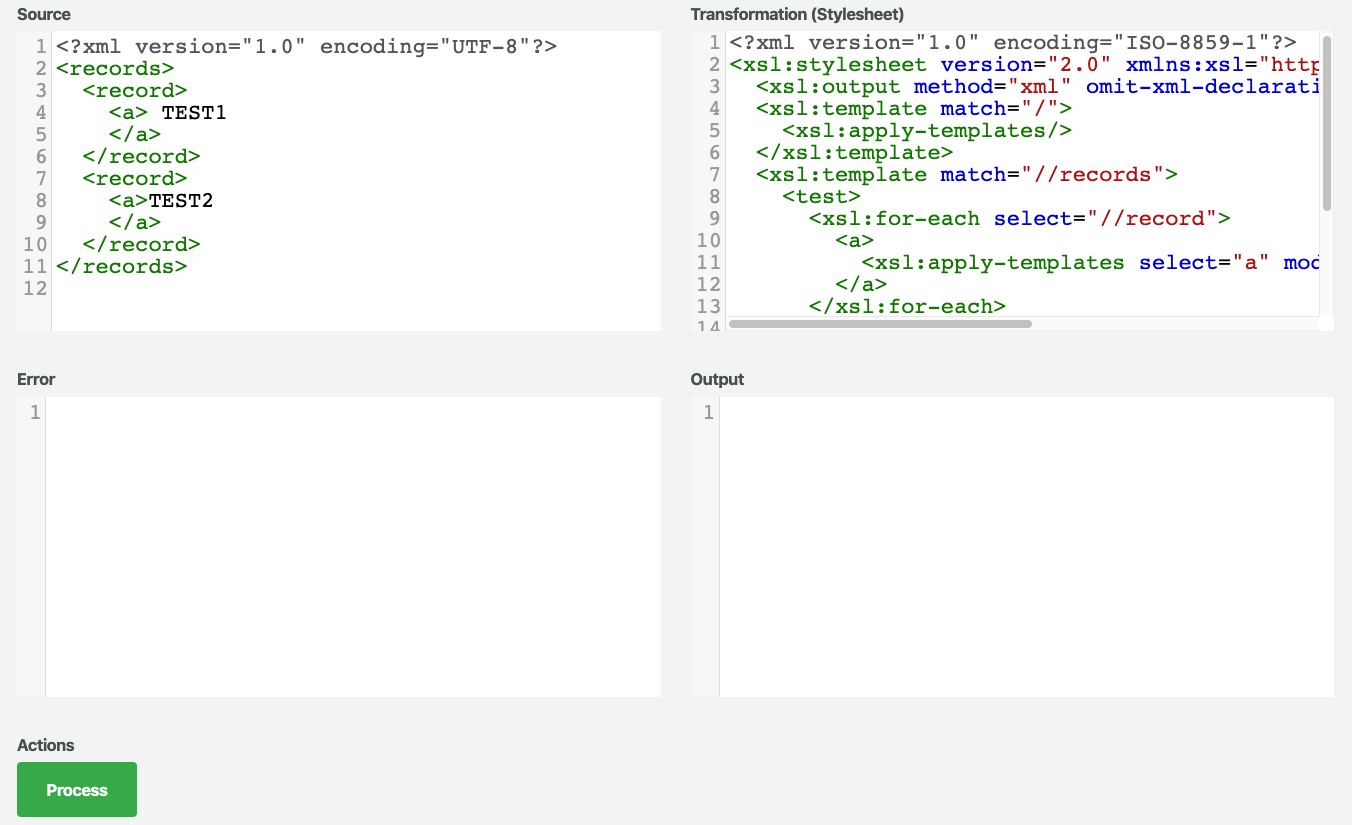 Source
1 <?xml version="1.0" encoding="UTF-8"?>
2 <records>
3 <record>
4 <a> TEST1
5 </a>
6 </record>
7 <record>
8 <a>TEST2
9 </a>
10 </record>
11 </records>
12
Transformation (Stylesheet)
1 <?xml version="1.0" encoding="ISO-8859-1"?>
2 <xsl:stylesheet version="2.0" xmlns:xsl="http
3 <xsl:output method="xml" omit-xml-declarati
4 <xsl:template match="/">
5 <xsl:apply-templates/>
6 </xsl:template>
7 <xsl:template match="//records">
8 <test>
9 <xsl:for-each select="//record">
10 <a>
11 <xsl:apply-templates select="a" mod
12 </a>
13 </xsl:for-each>
14
Error
1
Output
1
Actions
Process